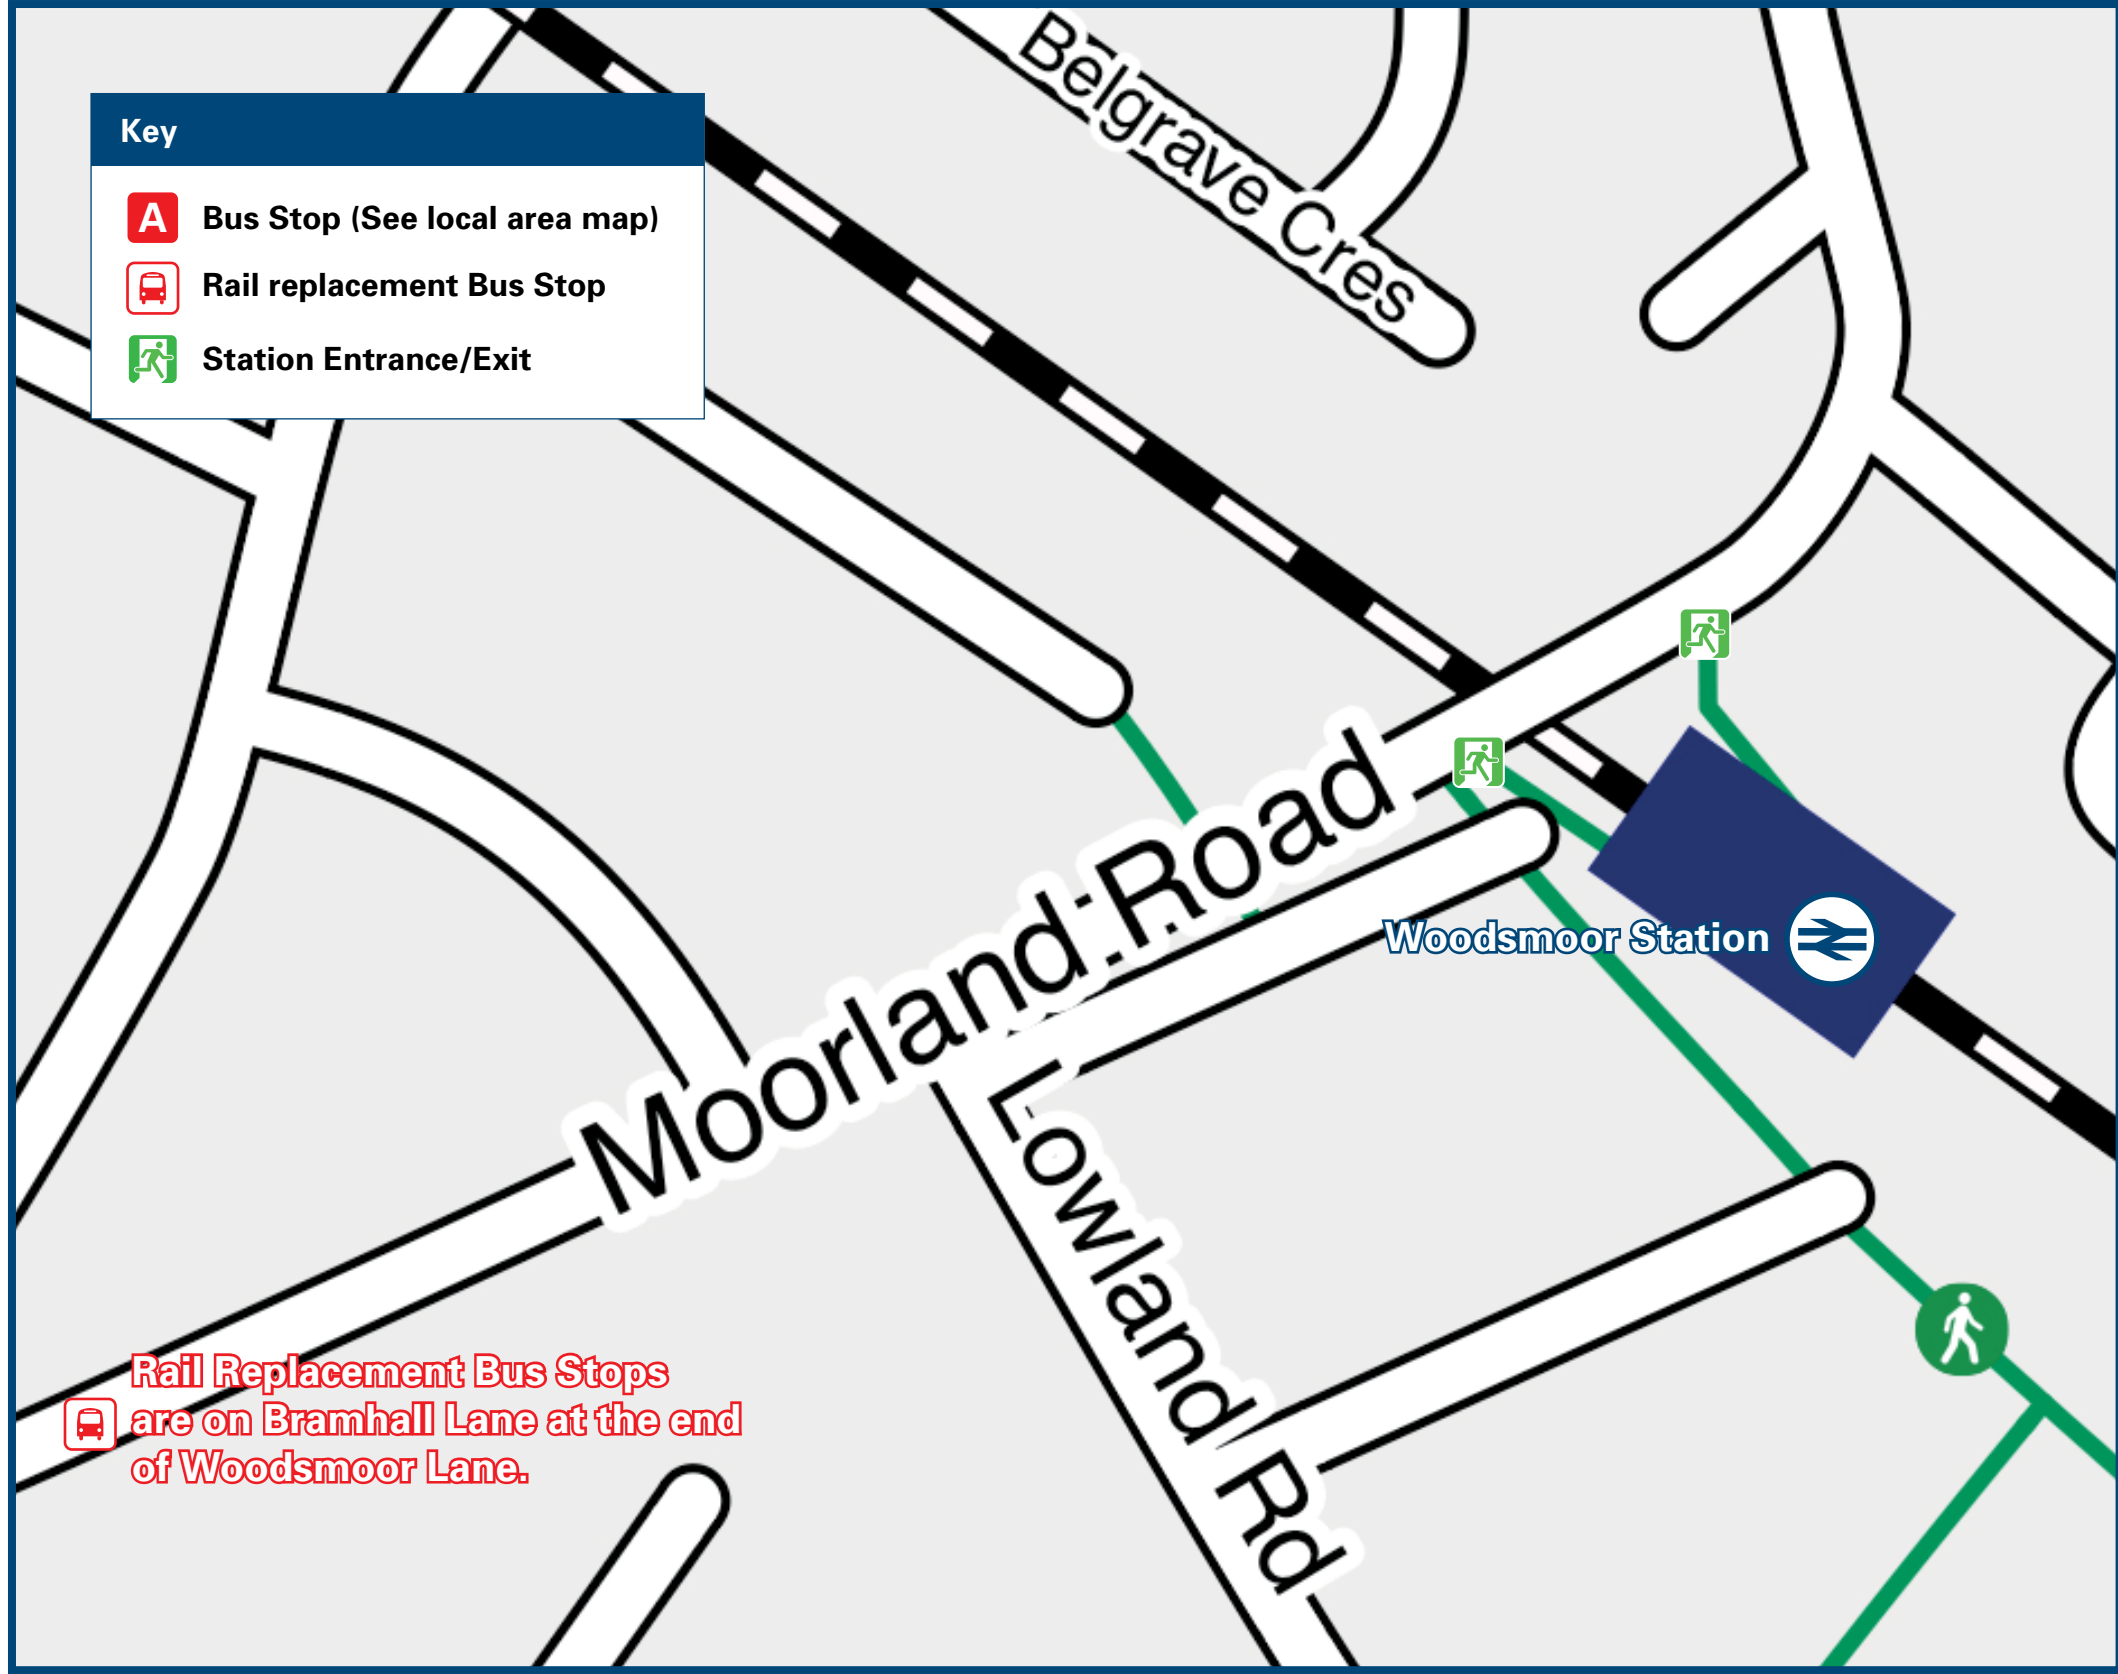 Key
A
Bus Stop (See local area map)
Rail replacement Bus Stop
Station Entrance/Exit
Belgrave Cres
Moorland Road
Woodsmoor Station
Lowland Rd
Rail Replacement Bus Stops
are on Bramhall Lane at the end
of Woodsmoor Lane.